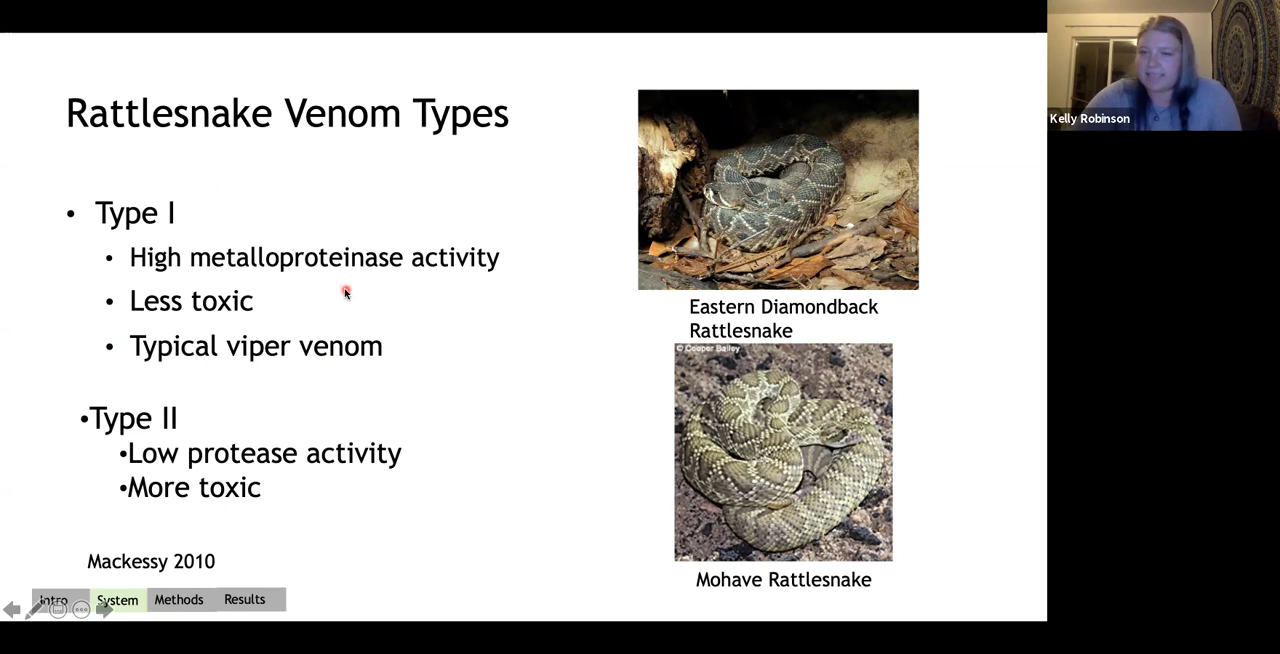 Rattlesnake Venom Types
• Type I
• High metalloproteinase activity
• Less toxic
• Typical viper venom
•Type II
•Low protease activity
•More toxic
Mackessy 2010
Intro System Methods Results
Eastern Diamondback
Rattlesnake
© Cooper Bailey
Mohave Rattlesnake
Kelly Robinson